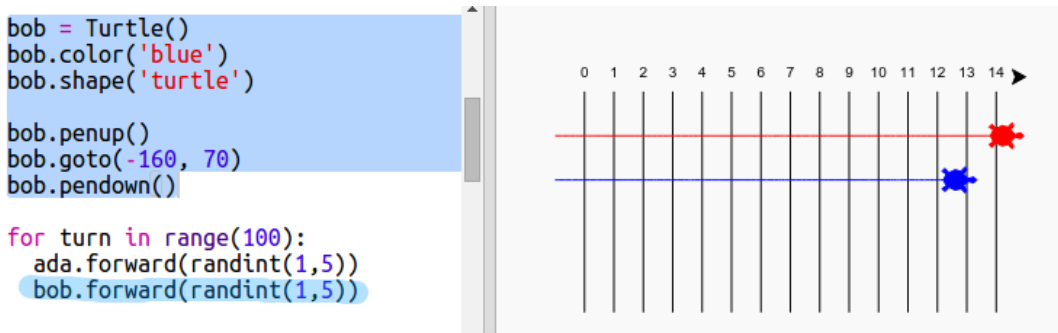 bob = Turtle()
bob.color('blue')
bob.shape('turtle')
bob.penup()
bob.goto(-160, 70)
bob.pendown()
for turn in range(100):
  ada.forward(randint(1,5))
  bob.forward(randint(1,5))
0 1 2 3 4 5 6 7 8 9 10 11 12 13 14